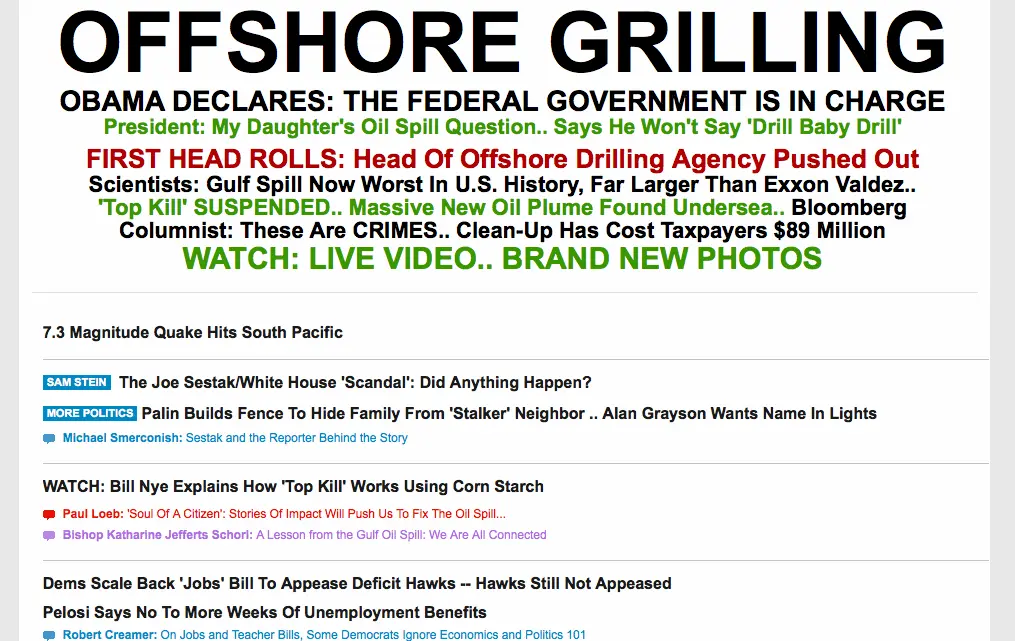 OFFSHORE GRILLING
OBAMA DECLARES: THE FEDERAL GOVERNMENT IS IN CHARGE
President: My Daughter's Oil Spill Question.. Says He Won't Say 'Drill Baby Drill'
FIRST HEAD ROLLS: Head Of Offshore Drilling Agency Pushed Out
Scientists: Gulf Spill Now Worst In U.S. History, Far Larger Than Exxon Valdez..
'Top Kill' SUSPENDED.. Massive New Oil Plume Found Undersea.. Bloomberg
Columnist: These Are CRIMES.. Clean-Up Has Cost Taxpayers $89 Million
WATCH: LIVE VIDEO.. BRAND NEW PHOTOS
7.3 Magnitude Quake Hits South Pacific
SAM STEIN The Joe Sestak/White House 'Scandal': Did Anything Happen?
MORE POLITICS Palin Builds Fence To Hide Family From 'Stalker' Neighbor .. Alan Grayson Wants Name In Lights
Michael Smerconish: Sestak and the Reporter Behind the Story
WATCH: Bill Nye Explains How 'Top Kill' Works Using Corn Starch
Paul Loeb: 'Soul Of A Citizen': Stories Of Impact Will Push Us To Fix The Oil Spill...
Bishop Katharine Jefferts Schori: A Lesson from the Gulf Oil Spill: We Are All Connected
Dems Scale Back 'Jobs' Bill To Appease Deficit Hawks -- Hawks Still Not Appeased
Pelosi Says No To More Weeks Of Unemployment Benefits
Robert Creamer: On Jobs and Teacher Bills, Some Democrats Ignore Economics and Politics 101